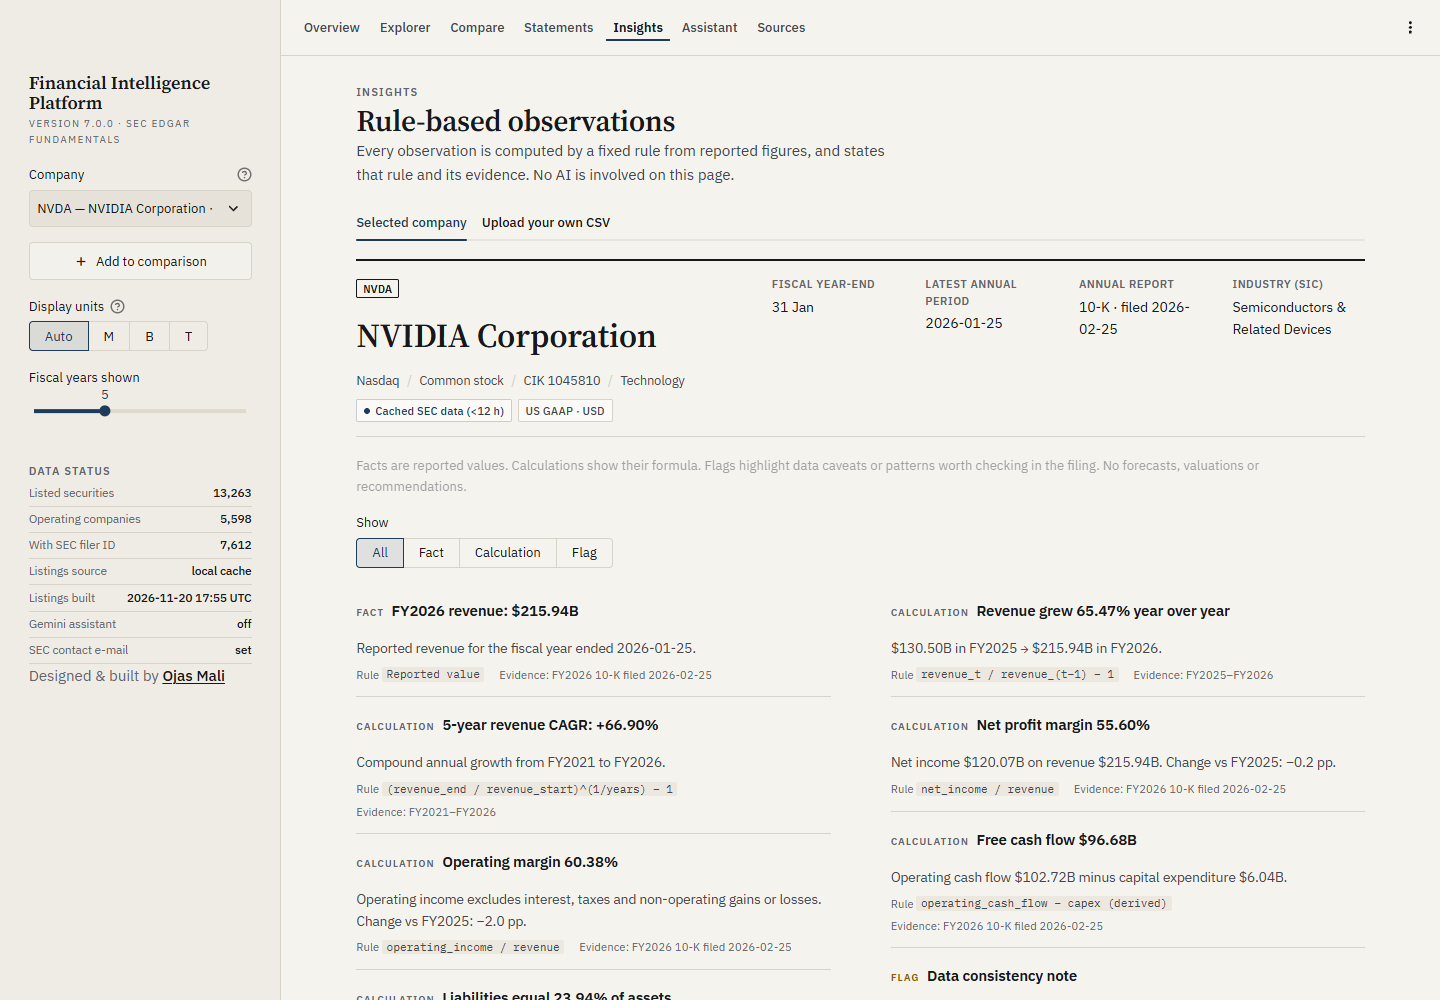 Overview
Explorer
Compare
Statements
Insights
Assistant
Sources
Financial Intelligence
Platform
VERSION 7.0.0 · SEC EDGAR
FUNDAMENTALS
Company
NVDA — NVIDIA Corporation ·
Add to comparison
Display units
Auto
M
B
T
Fiscal years shown
5
DATA STATUS
Listed securities 13,263
Operating companies 5,598
With SEC filer ID 7,612
Listings source local cache
Listings built 2026-11-20 17:55 UTC
Gemini assistant off
SEC contact e-mail set
Designed & built by Ojas Mali
INSIGHTS
Rule-based observations
Every observation is computed by a fixed rule from reported figures, and states
that rule and its evidence. No AI is involved on this page.
Selected company
Upload your own CSV
NVDA
NVIDIA Corporation
Nasdaq / Common stock / CIK 1045810 / Technology
Cached SEC data (<12 h)
US GAAP · USD
FISCAL YEAR-END
31 Jan
LATEST ANNUAL
PERIOD
2026-01-25
ANNUAL REPORT
10-K · filed 2026-
02-25
INDUSTRY (SIC)
Semiconductors &
Related Devices
Facts are reported values. Calculations show their formula. Flags highlight data caveats or patterns worth checking in the filing. No forecasts, valuations or
recommendations.
Show
All
Fact
Calculation
Flag
FACT FY2026 revenue: $215.94B
Reported revenue for the fiscal year ended 2026-01-25.
Rule Reported value Evidence: FY2026 10-K filed 2026-02-25
CALCULATION 5-year revenue CAGR: +66.90%
Compound annual growth from FY2021 to FY2026.
Rule (revenue_end / revenue_start)^(1/years) − 1
Evidence: FY2021–FY2026
CALCULATION Operating margin 60.38%
Operating income excludes interest, taxes and non-operating gains or losses.
Change vs FY2025: −2.0 pp.
Rule operating_income / revenue Evidence: FY2026 10-K filed 2026-02-25
CALCULATION Liabilities equal 23.94% of assets
CALCULATION Revenue grew 65.47% year over year
$130.50B in FY2025 → $215.94B in FY2026.
Rule revenue_t / revenue_(t−1) − 1 Evidence: FY2025–FY2026
CALCULATION Net profit margin 55.60%
Net income $120.07B on revenue $215.94B. Change vs FY2025: −0.2 pp.
Rule net_income / revenue Evidence: FY2026 10-K filed 2026-02-25
CALCULATION Free cash flow $96.68B
Operating cash flow $102.72B minus capital expenditure $6.04B.
Rule operating_cash_flow − capex (derived)
Evidence: FY2026 10-K filed 2026-02-25
FLAG Data consistency note